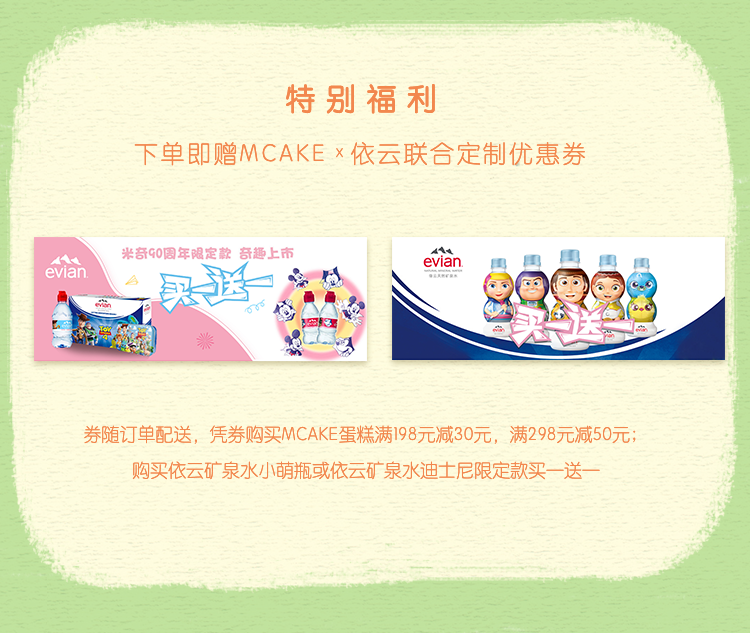 特别福利
下单即赠MCAKE x 依云联合定制优惠券
evian
米奇90周年限定款 奇趣上市
买一送一
evian
TOY
evian
买一送一
券随订单配送，凭券购买MCAKE蛋糕满198元减30元，满298元减50元；
购买依云矿泉水小萌瓶或依云矿泉水迪士尼限定款买一送一